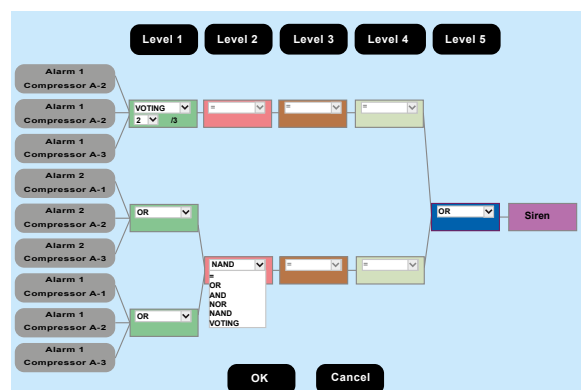 Level 1 Level 2 Level 3 Level 4 Level 5
Alarm 1
Compressor A-2
Alarm 1
Compressor A-2
VOTING = = =
2 /3
Alarm 1
Compressor A-3
Alarm 2
Compressor A-1
Alarm 2
Compressor A-2
OR
OR
Siren
Alarm 2
Compressor A-3
NAND = =
=
OR
AND
NOR
NAND
VOTING
Alarm 1
Compressor A-1
Alarm 1
Compressor A-2
OR
Alarm 1
Compressor A-3
OK Cancel